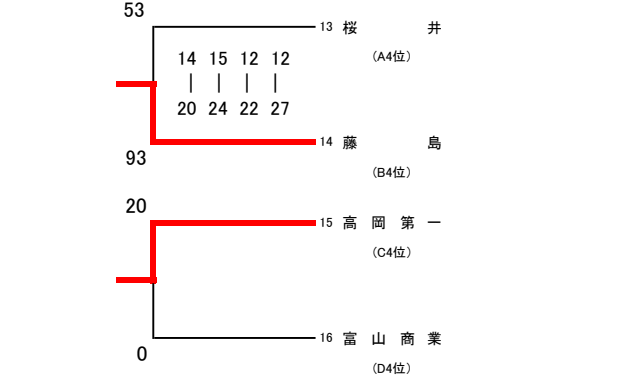 53
13 桜 井
（A4位）
14 15 12 12
| | | |
20 24 22 27
14 藤 島
（B4位）
93
20
15 高 岡 第 一
（C4位）
16 富 山 商 業
0
（D4位）